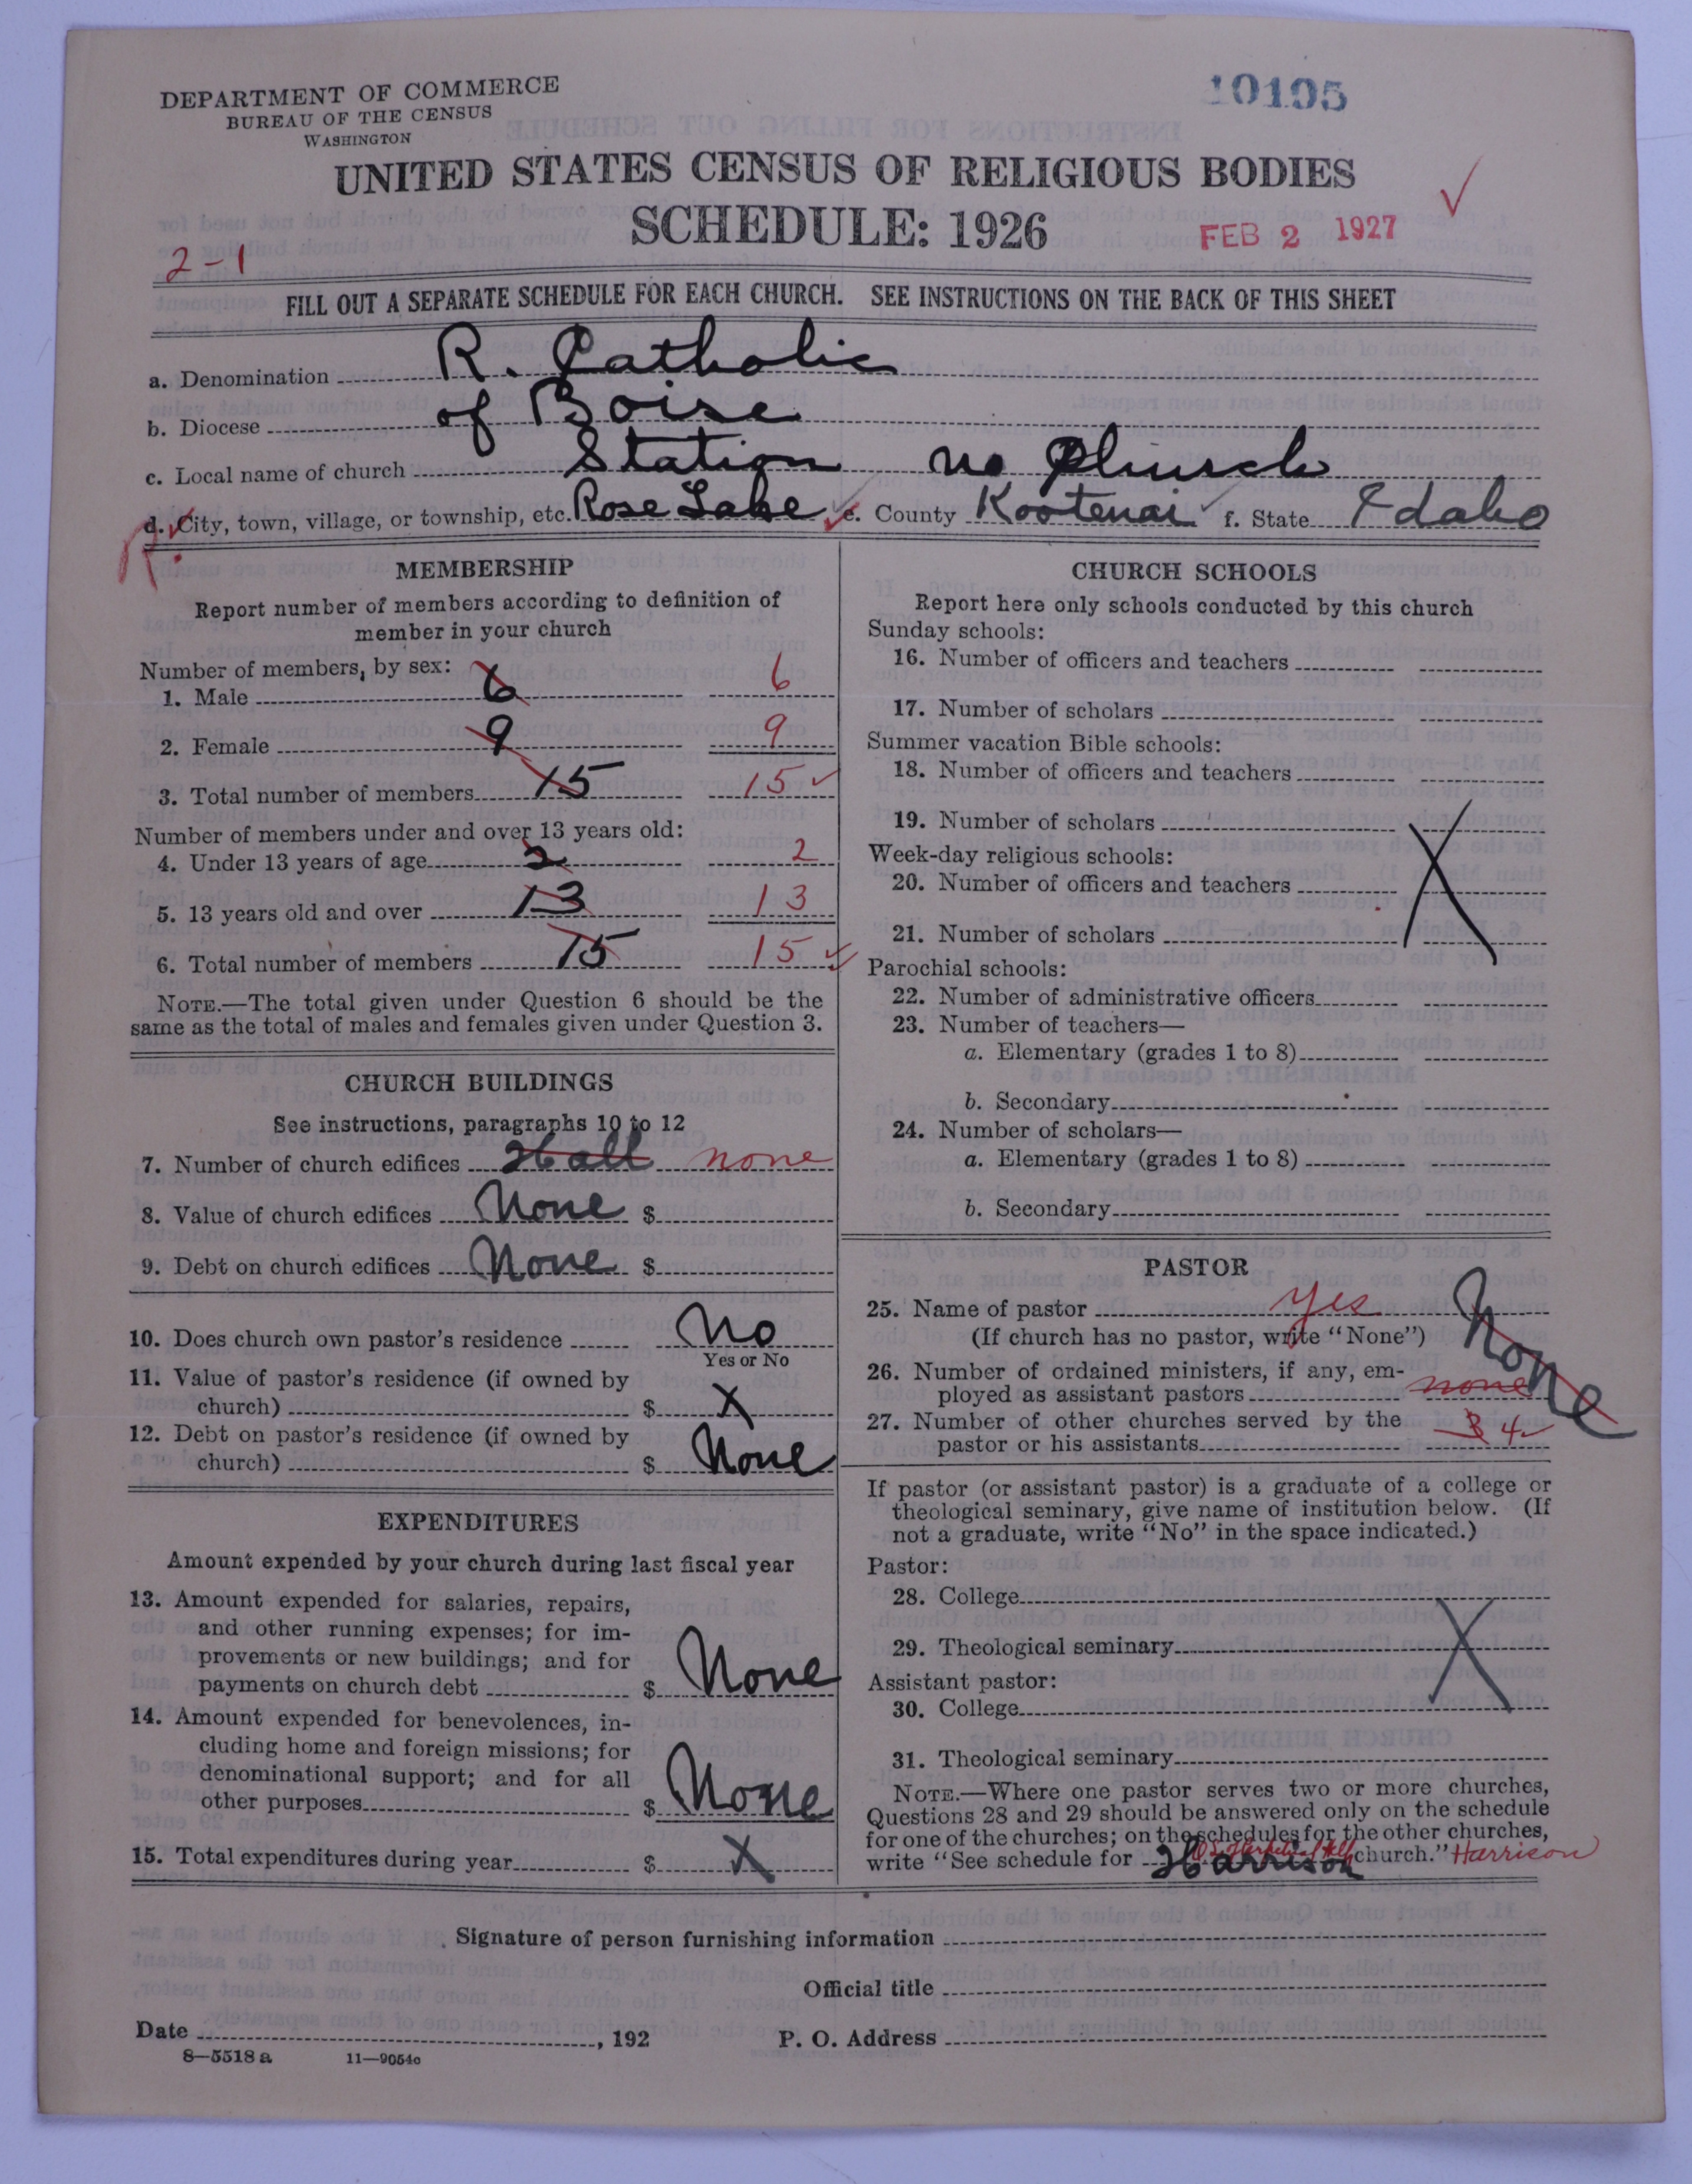 DEPARTMENT OF COMMERCE
BUREAU OF THE CENSUS
WASHINGTON
10105
UNITED STATES CENSUS OF RELIGIOUS BODIES
SCHEDULE: 1926
FEB 2 1927
2-1
FILL OUT A SEPARATE SCHEDULE FOR EACH CHURCH. SEE INSTRUCTIONS ON THE BACK OF THIS SHEET
a. Denomination R. Catholic
b. Diocese of Boise
c. Local name of church Station no Church
d. City, town, village, or township, etc. Rose Lake e. County Kootenai f. State Idaho
R.
MEMBERSHIP
Report number of members according to definition of
member in your church
Number of members, by sex:
1. Male 6 6
2. Female 9 9
3. Total number of members 15 15
Number of members under and over 13 years old:
4. Under 13 years of age 2 2
5. 13 years old and over 13 13
6. Total number of members 15 15
NOTE.—The total given under Question 6 should be the
same as the total of males and females given under Question 3.
CHURCH BUILDINGS
See instructions, paragraphs 10 to 12
7. Number of church edifices Hall none
8. Value of church edifices None $
9. Debt on church edifices None $
10. Does church own pastor's residence No
Yes or No
11. Value of pastor's residence (if owned by
church) $ X
12. Debt on pastor's residence (if owned by
church) $ None
EXPENDITURES
Amount expended by your church during last fiscal year
13. Amount expended for salaries, repairs,
and other running expenses; for im-
provements or new buildings; and for
payments on church debt $ None
14. Amount expended for benevolences, in-
cluding home and foreign missions; for
denominational support; and for all
other purposes $ None
15. Total expenditures during year $ X
CHURCH SCHOOLS
Report here only schools conducted by this church
Sunday schools:
16. Number of officers and teachers
17. Number of scholars
Summer vacation Bible schools:
18. Number of officers and teachers
19. Number of scholars
Week-day religious schools:
20. Number of officers and teachers
X
21. Number of scholars
Parochial schools:
22. Number of administrative officers
23. Number of teachers—
a. Elementary (grades 1 to 8)
b. Secondary
24. Number of scholars—
a. Elementary (grades 1 to 8)
b. Secondary
PASTOR
25. Name of pastor yes None
(If church has no pastor, write "None")
26. Number of ordained ministers, if any, em-
ployed as assistant pastors none
27. Number of other churches served by the
pastor or his assistants 3 4
If pastor (or assistant pastor) is a graduate of a college or
theological seminary, give name of institution below. (If
not a graduate, write "No" in the space indicated.)
Pastor:
28. College
29. Theological seminary X
Assistant pastor:
30. College
31. Theological seminary
NOTE.—Where one pastor serves two or more churches,
Questions 28 and 29 should be answered only on the schedule
for one of the churches; on the schedules for the other churches,
write "See schedule for Harrison church." Harrison
Signature of person furnishing information
Official title
Date , 192 P. O. Address
8—5518 a 11—9054c